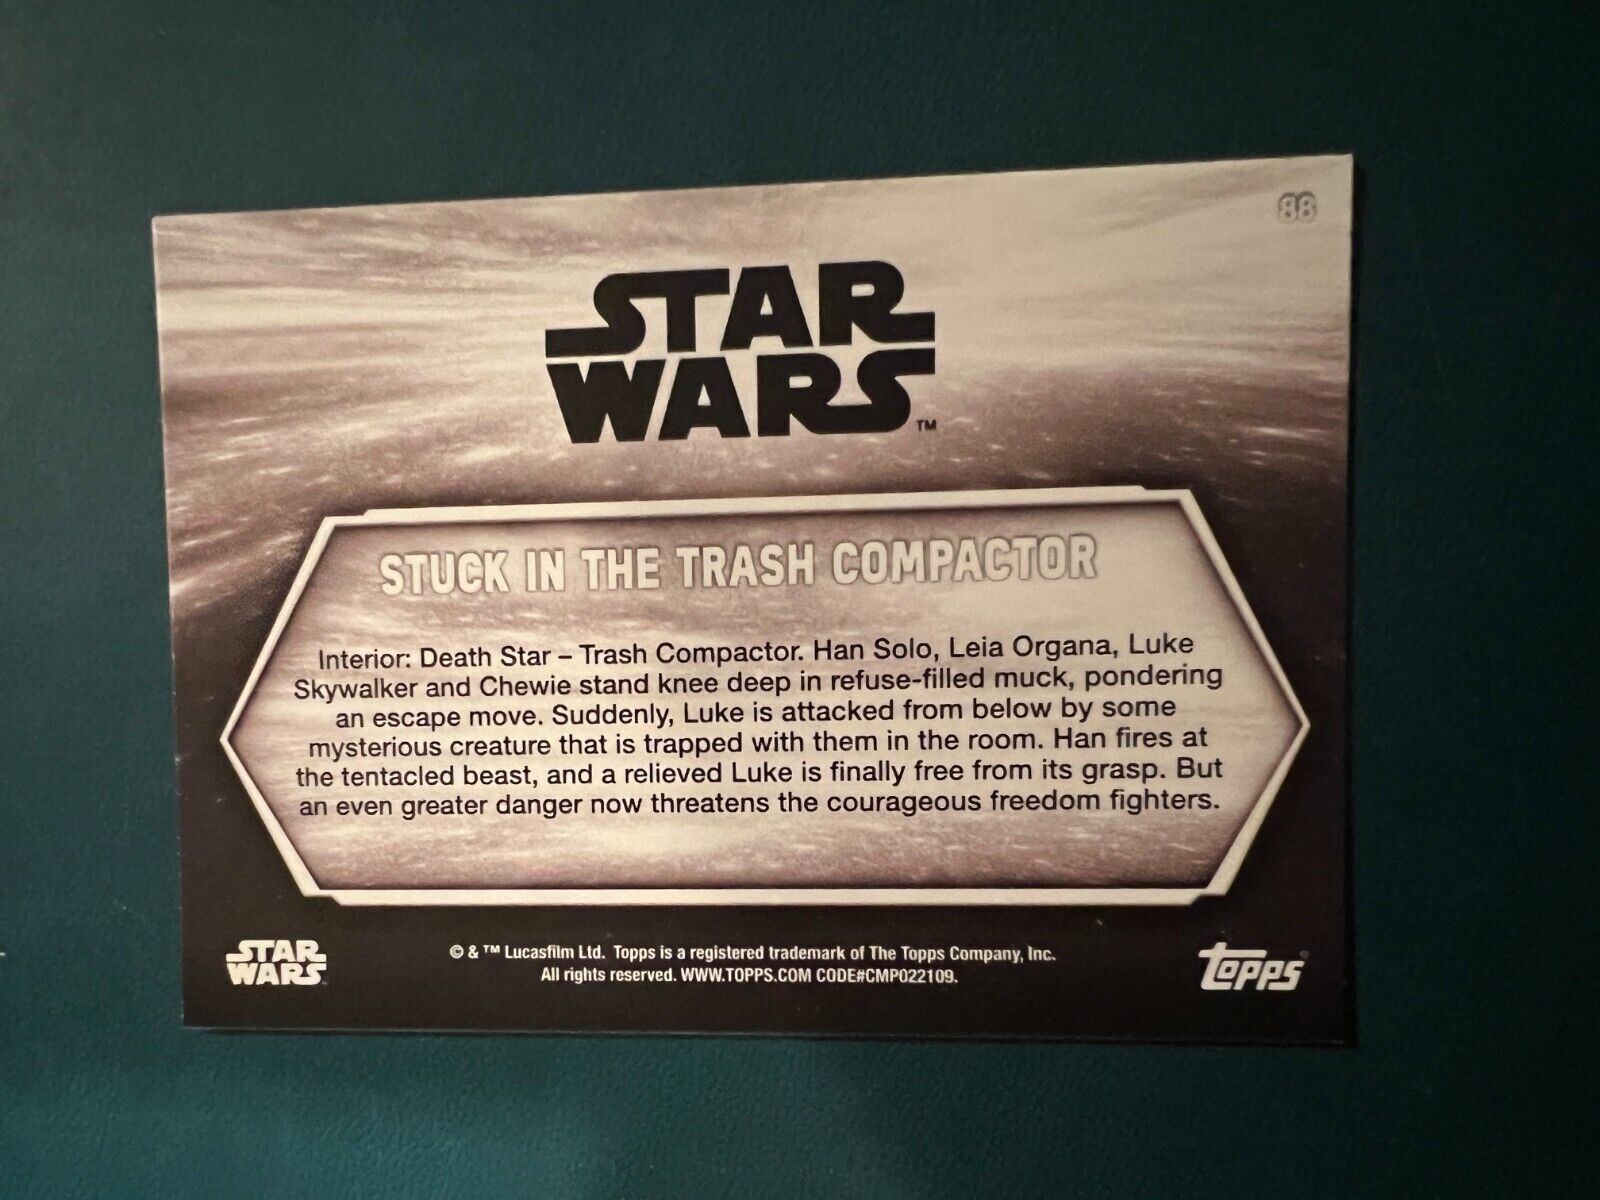 88
STAR
WARS™
STUCK IN THE TRASH COMPACTOR
Interior: Death Star – Trash Compactor. Han Solo, Leia Organa, Luke
Skywalker and Chewie stand knee deep in refuse-filled muck, pondering
an escape move. Suddenly, Luke is attacked from below by some
mysterious creature that is trapped with them in the room. Han fires at
the tentacled beast, and a relieved Luke is finally free from its grasp. But
an even greater danger now threatens the courageous freedom fighters.
STAR
WARS
© & ™ Lucasfilm Ltd. Topps is a registered trademark of The Topps Company, Inc.
All rights reserved. WWW.TOPPS.COM CODE#CMP022109.
topps